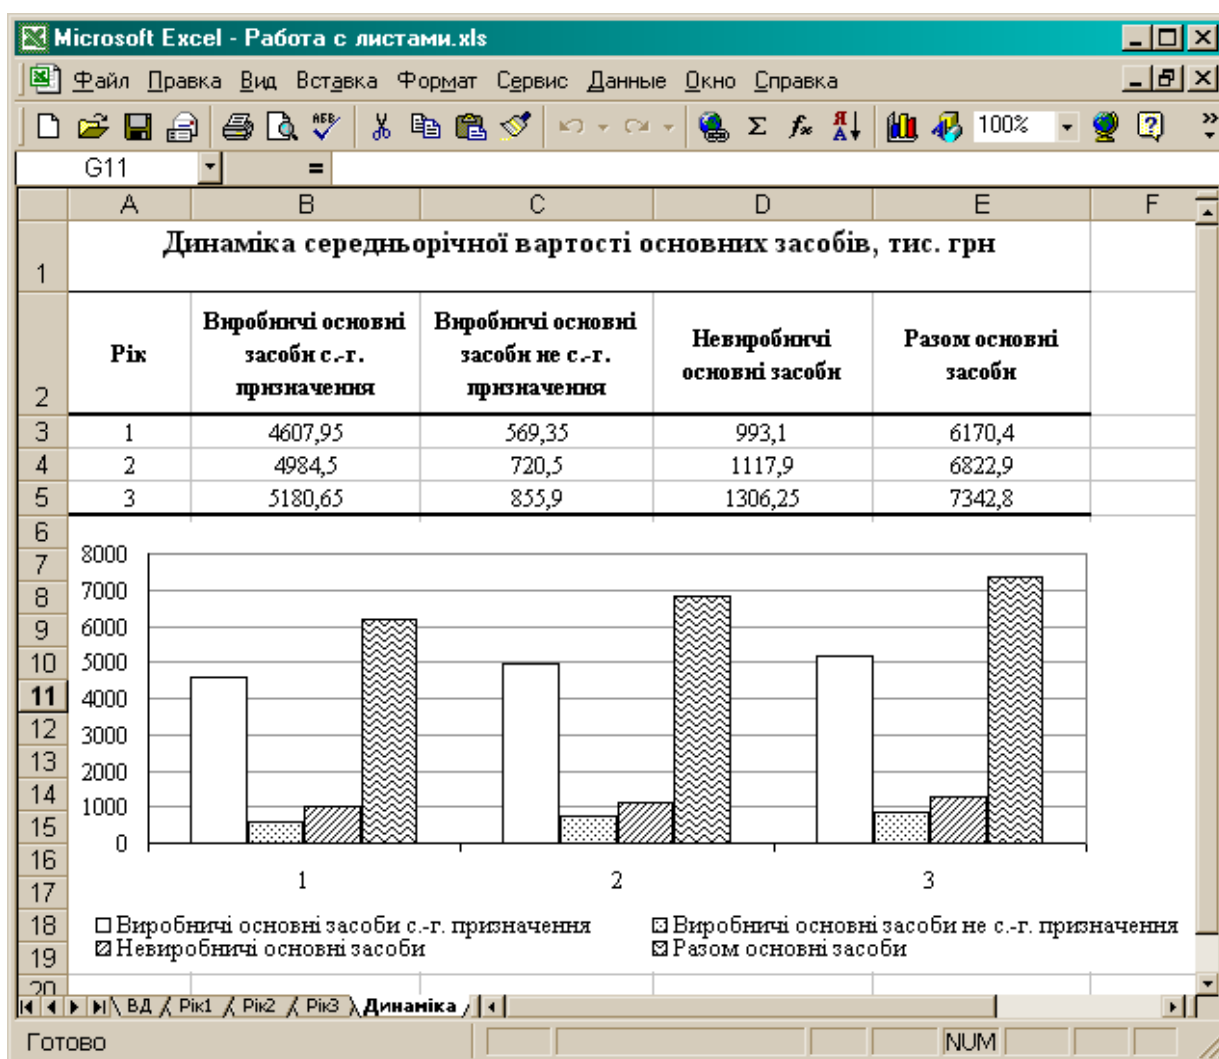 Microsoft Excel - Работа с листами.xls
Файл Правка Вид Вставка Формат Сервис Данные Окно Справка
100%
G11 =
A B C D E F
1 Динаміка середньорічної вартості основних засобів, тис. грн
2 Рік Виробничі основні засоби с.-г. призначення Виробничі основні засоби не с.-г. призначення Невиробничі основні засоби Разом основні засоби
3 1 4607,95 569,35 993,1 6170,4
4 2 4984,5 720,5 1117,9 6822,9
5 3 5180,65 855,9 1306,25 7342,8
6
7 8000
8 7000
9 6000
10 5000
11 4000
12 3000
13 2000
14 1000
15 0
16
17 1 2 3
18 Виробничі основні засоби с.-г. призначення Виробничі основні засоби не с.-г. призначення
19 Невиробничі основні засоби Разом основні засоби
20
ВД Рік1 Рік2 Рік3 Динаміка
Готово NUM